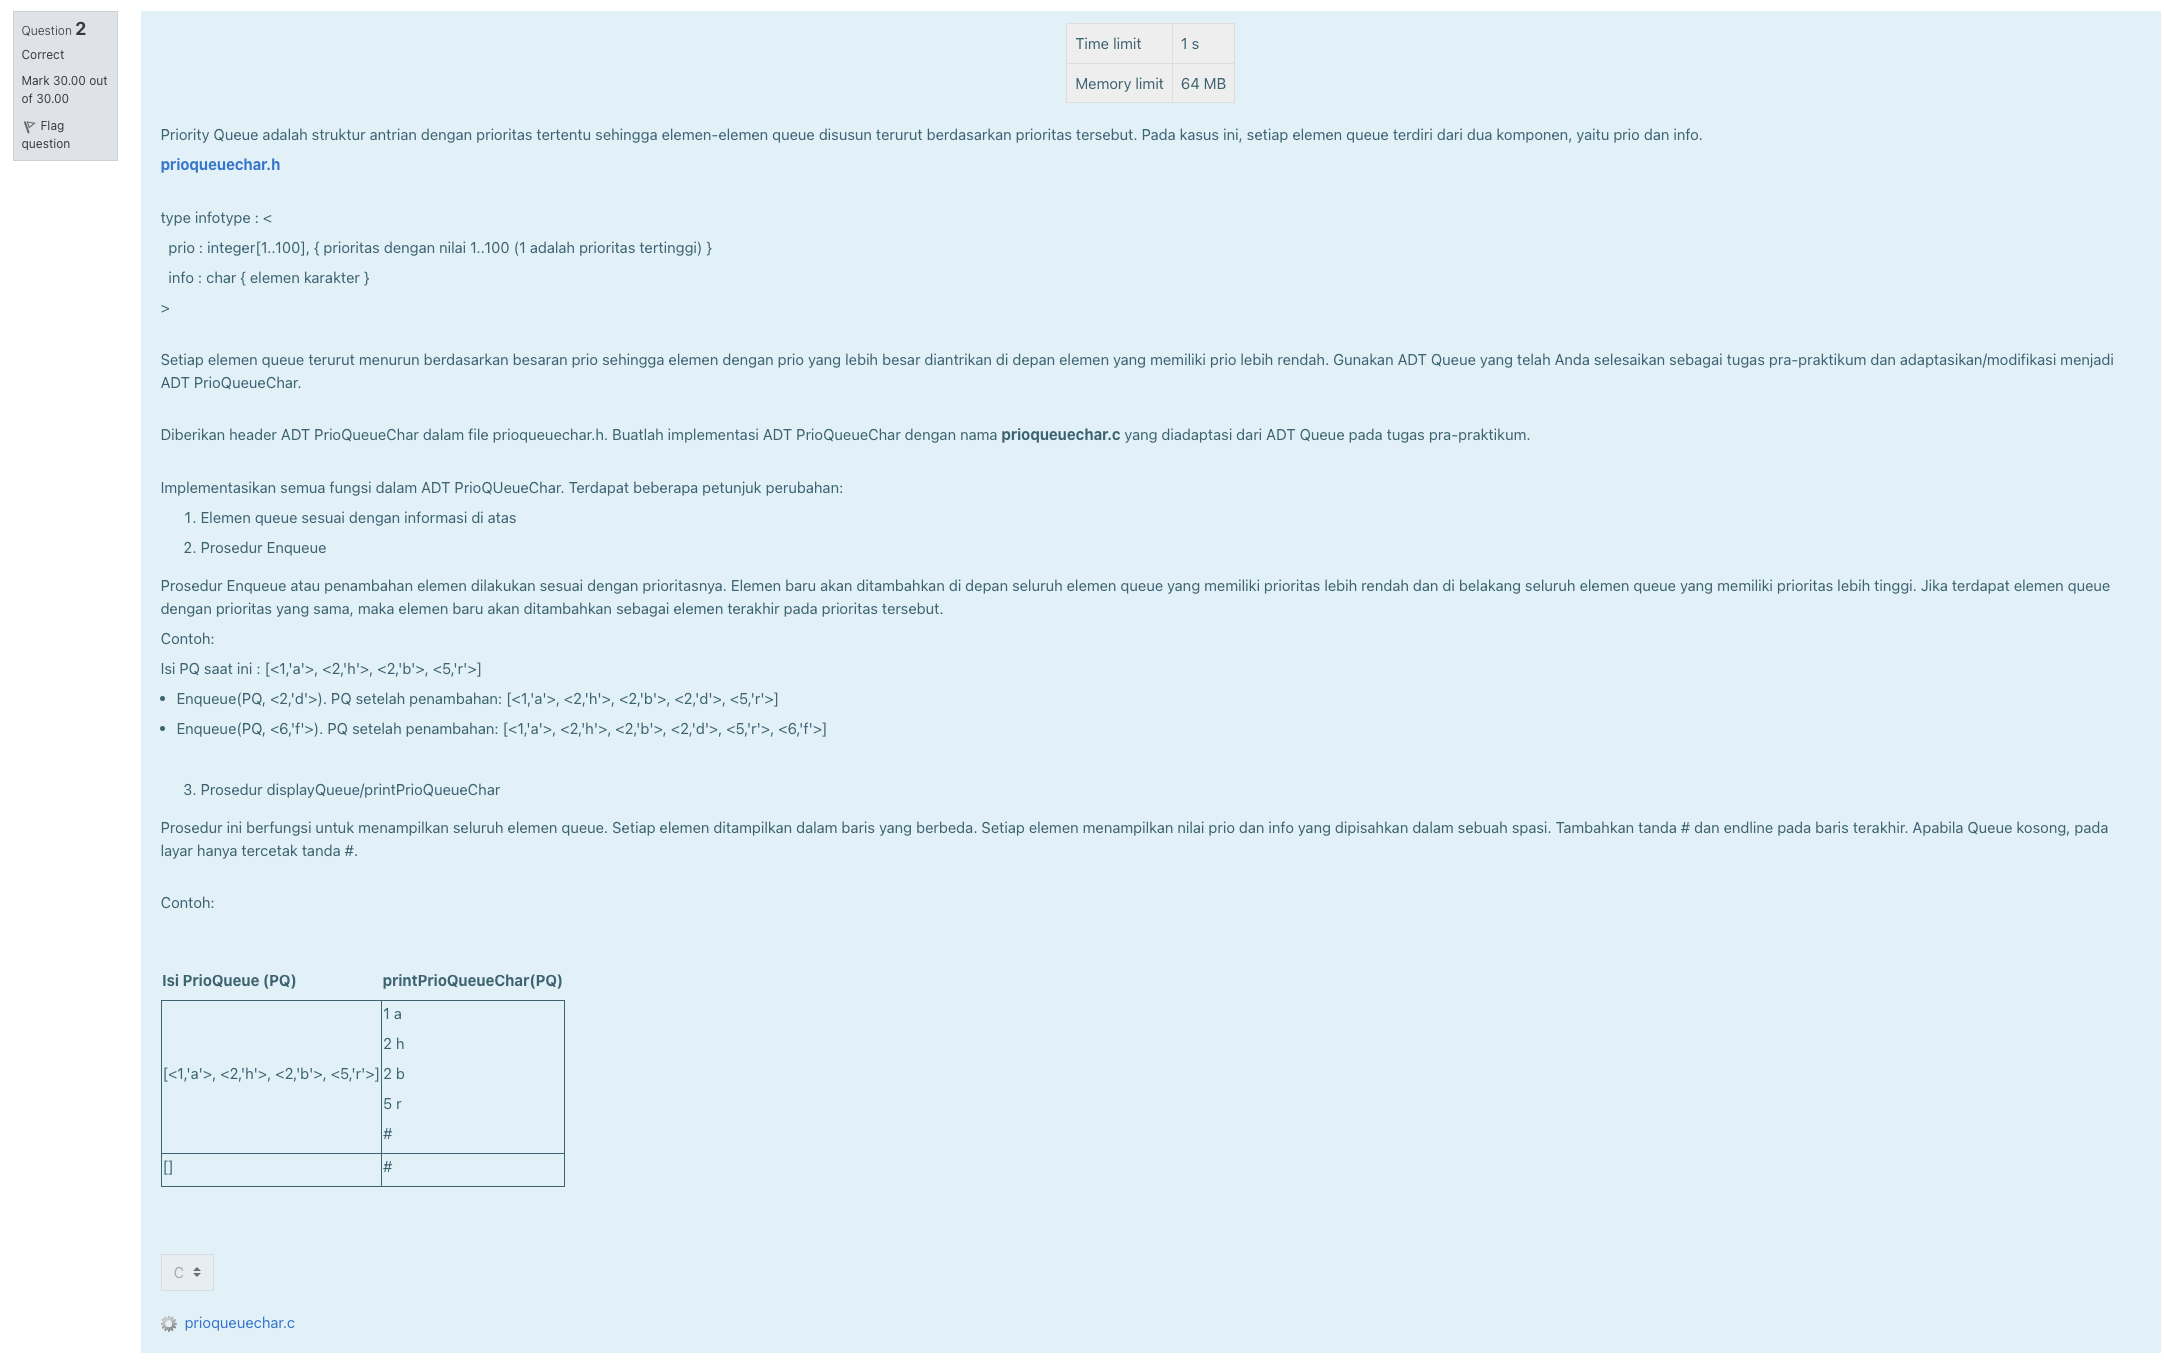 Question 2
Correct
Mark 30.00 out
of 30.00
Flag
question
Time limit 1 s
Memory limit 64 MB
Priority Queue adalah struktur antrian dengan prioritas tertentu sehingga elemen-elemen queue disusun terurut berdasarkan prioritas tersebut. Pada kasus ini, setiap elemen queue terdiri dari dua komponen, yaitu prio dan info.
prioqueuechar.h
type infotype : <
prio : integer[1..100], { prioritas dengan nilai 1..100 (1 adalah prioritas tertinggi) }
info : char { elemen karakter }
>
Setiap elemen queue terurut menurun berdasarkan besaran prio sehingga elemen dengan prio yang lebih besar diantrikan di depan elemen yang memiliki prio lebih rendah. Gunakan ADT Queue yang telah Anda selesaikan sebagai tugas pra-praktikum dan adaptasikan/modifikasi menjadi
ADT PrioQueueChar.
Diberikan header ADT PrioQueueChar dalam file prioqueuechar.h. Buatlah implementasi ADT PrioQueueChar dengan nama prioqueuechar.c yang diadaptasi dari ADT Queue pada tugas pra-praktikum.
Implementasikan semua fungsi dalam ADT PrioQUeueChar. Terdapat beberapa petunjuk perubahan:
1. Elemen queue sesuai dengan informasi di atas
2. Prosedur Enqueue
Prosedur Enqueue atau penambahan elemen dilakukan sesuai dengan prioritasnya. Elemen baru akan ditambahkan di depan seluruh elemen queue yang memiliki prioritas lebih rendah dan di belakang seluruh elemen queue yang memiliki prioritas lebih tinggi. Jika terdapat elemen queue
dengan prioritas yang sama, maka elemen baru akan ditambahkan sebagai elemen terakhir pada prioritas tersebut.
Contoh:
Isi PQ saat ini : [<1,'a'>, <2,'h'>, <2,'b'>, <5,'r'>]
• Enqueue(PQ, <2,'d'>). PQ setelah penambahan: [<1,'a'>, <2,'h'>, <2,'b'>, <2,'d'>, <5,'r'>]
• Enqueue(PQ, <6,'f'>). PQ setelah penambahan: [<1,'a'>, <2,'h'>, <2,'b'>, <2,'d'>, <5,'r'>, <6,'f'>]
3. Prosedur displayQueue/printPrioQueueChar
Prosedur ini berfungsi untuk menampilkan seluruh elemen queue. Setiap elemen ditampilkan dalam baris yang berbeda. Setiap elemen menampilkan nilai prio dan info yang dipisahkan dalam sebuah spasi. Tambahkan tanda # dan endline pada baris terakhir. Apabila Queue kosong, pada
layar hanya tercetak tanda #.
Contoh:
Isi PrioQueue (PQ) printPrioQueueChar(PQ)
1 a
2 h
[<1,'a'>, <2,'h'>, <2,'b'>, <5,'r'>] 2 b
5 r
#
[] #
C
prioqueuechar.c